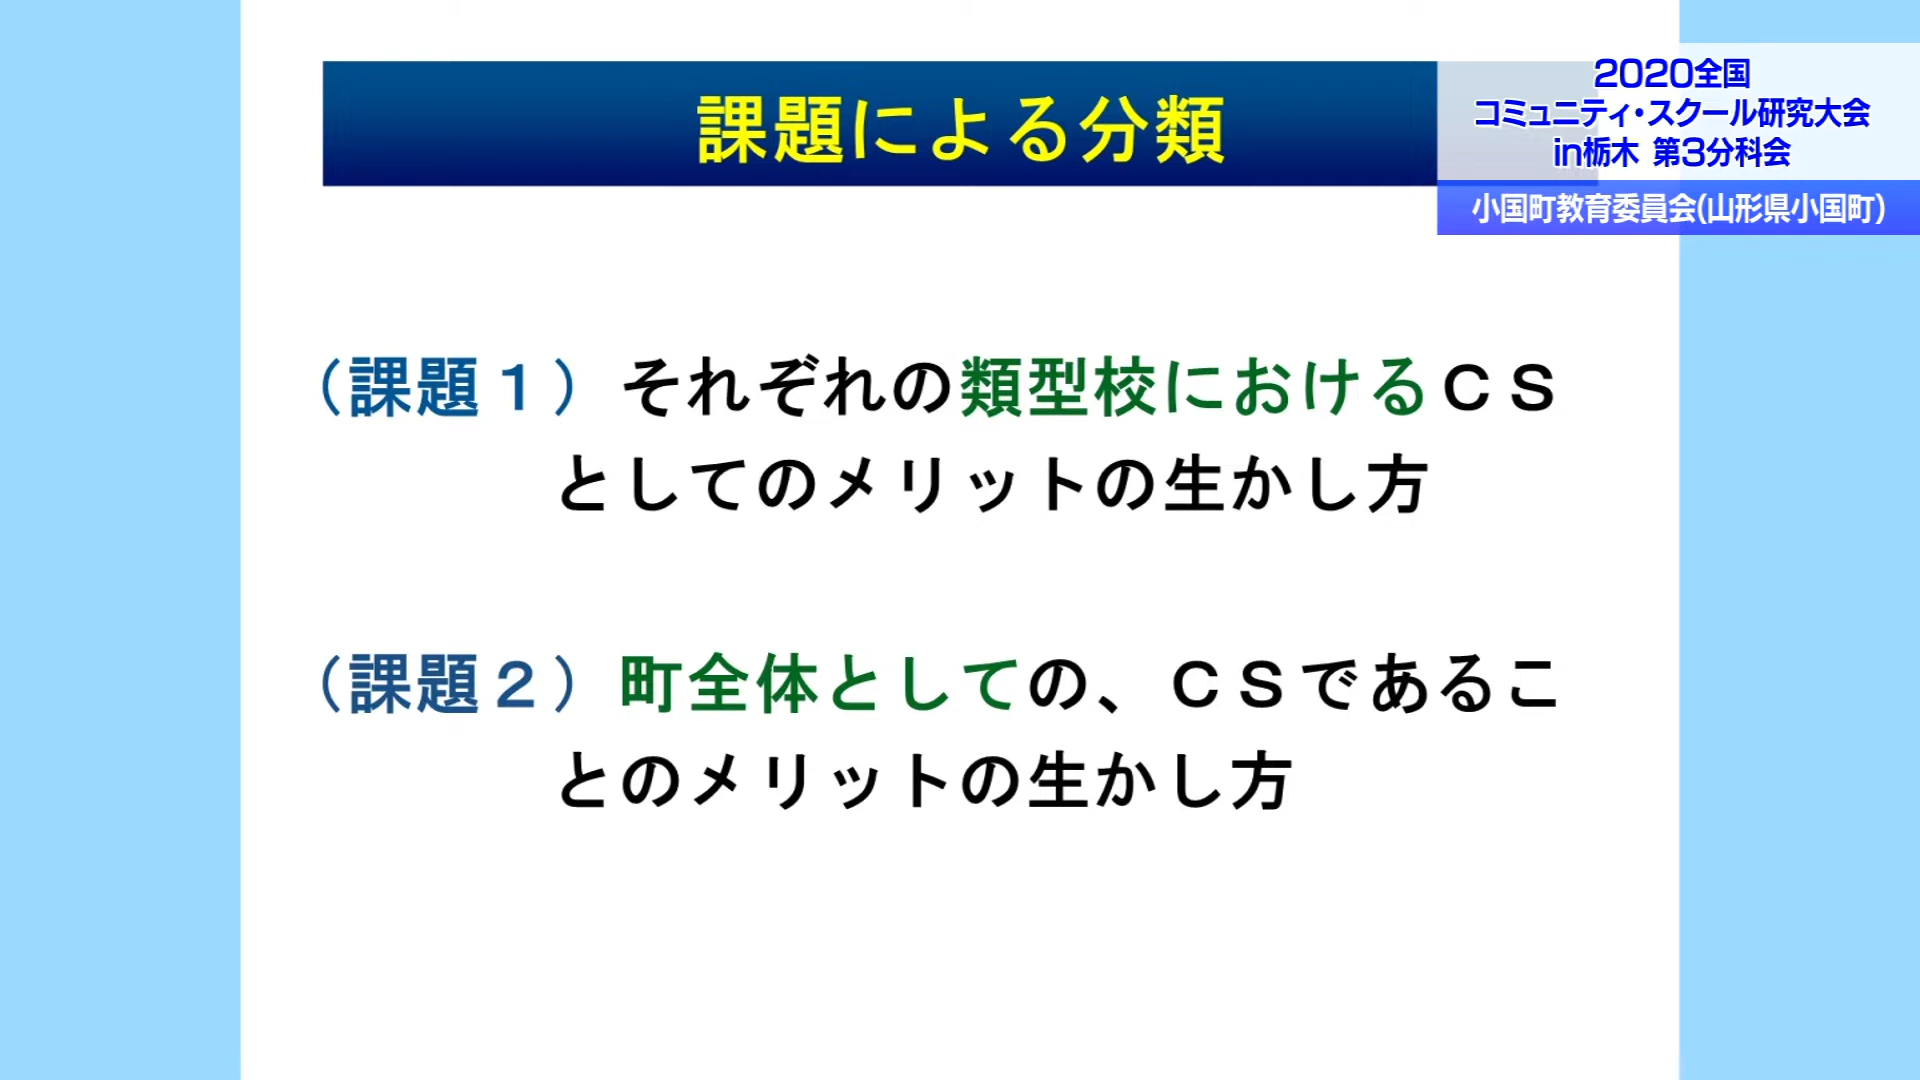 課題による分類
2020全国
コミュニティ・スクール研究大会
in栃木 第3分科会
小国町教育委員会(山形県小国町)
（課題１）それぞれの類型校におけるＣＳ
としてのメリットの生かし方
（課題２）町全体としての、ＣＳであるこ
とのメリットの生かし方